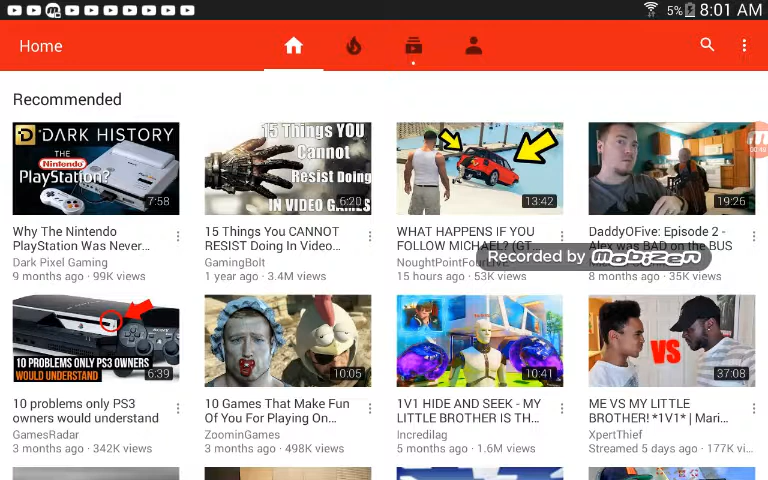 5% 8:01 AM
Home
Recommended
DARK HISTORY
THE
Nintendo
PlayStation?
7:58
15 Things YOU
Cannot
Resist Doing
IN VIDEO GAMES
6:20
13:42
19:26
00:49
Why The Nintendo
PlayStation Was Never...
Dark Pixel Gaming
9 months ago · 99K views
15 Things You CANNOT
RESIST Doing In Video...
GamingBolt
1 year ago · 3.4M views
WHAT HAPPENS IF YOU
FOLLOW MICHAEL? (GT...
NoughtPointFourLIVE
15 hours ago · 53K views
DaddyOFive: Episode 2 -
Alex was BAD on the BUS
8 months ago · 35K views
Recorded by mobizen
10 PROBLEMS ONLY PS3 OWNERS
WOULD UNDERSTAND
6:39
10:05
10:41
VS
37:08
10 problems only PS3
owners would understand
GamesRadar
3 months ago · 342K views
10 Games That Make Fun
Of You For Playing On...
ZoominGames
3 months ago · 498K views
1V1 HIDE AND SEEK - MY
LITTLE BROTHER IS TH...
Incredilag
5 months ago · 1.6M views
ME VS MY LITTLE
BROTHER! *1V1* | Mari...
XpertThief
Streamed 5 days ago · 177K vi...